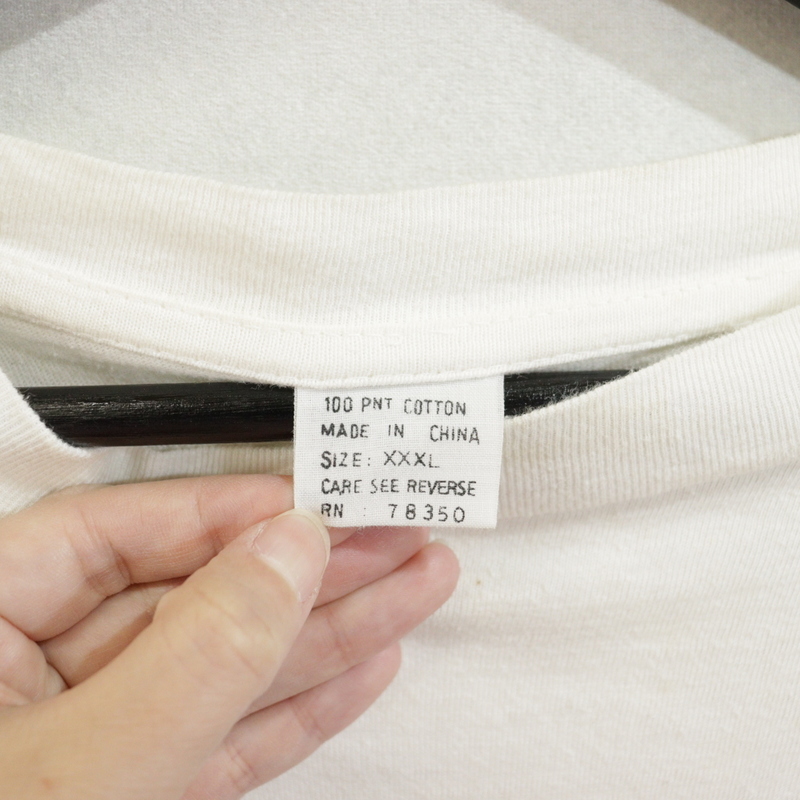 100 PNT COTTON
MADE IN CHINA
SIZE: XXXL
CARE SEE REVERSE
RN : 78350